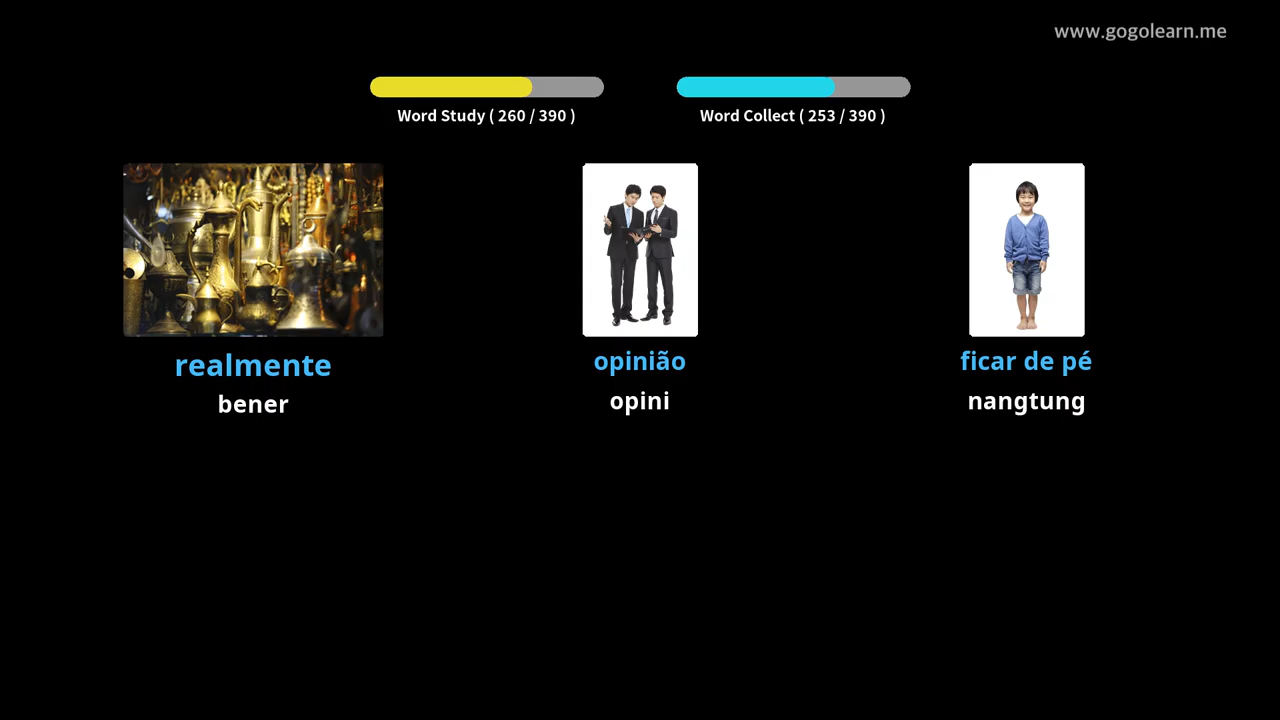 www.gogolearn.me
Word Study ( 260 / 390 )
Word Collect ( 253 / 390 )
realmente
bener
opinião
opini
ficar de pé
nangtung